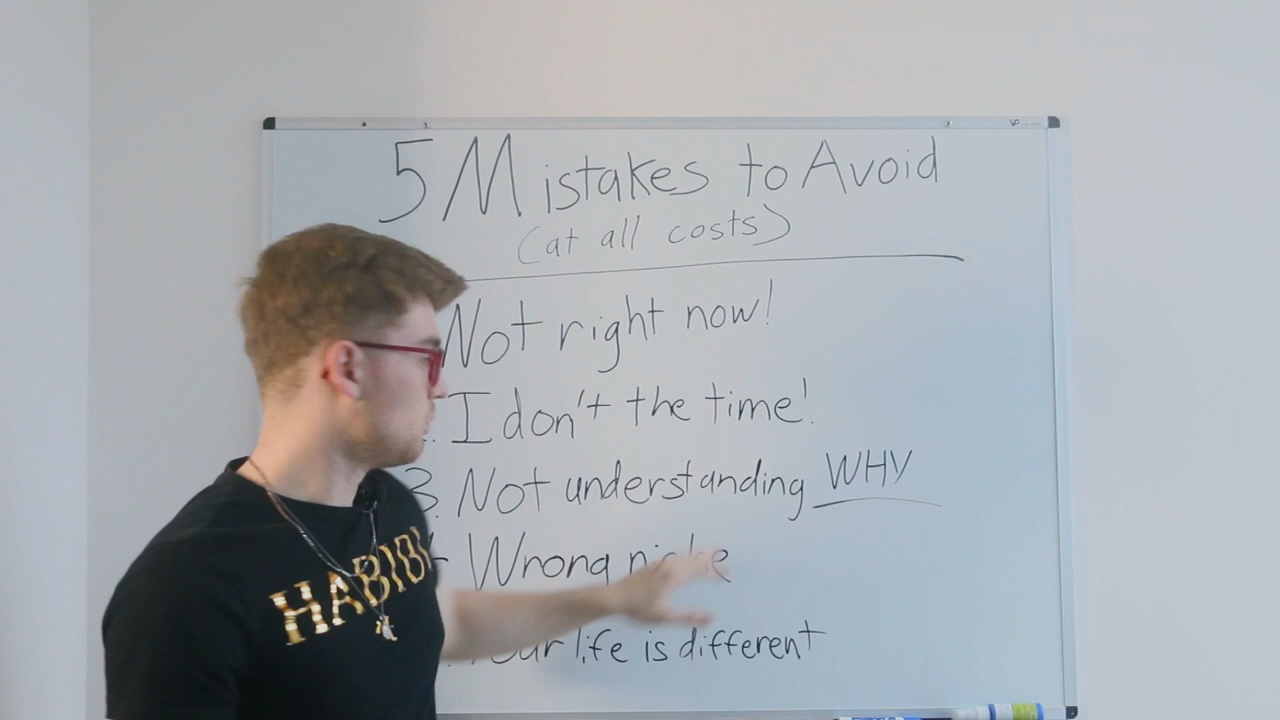 5 Mistakes to Avoid
(at all costs)
Not right now!
I don't the time!
3. Not understanding WHY
Wrong niche
life is different
HABIBI